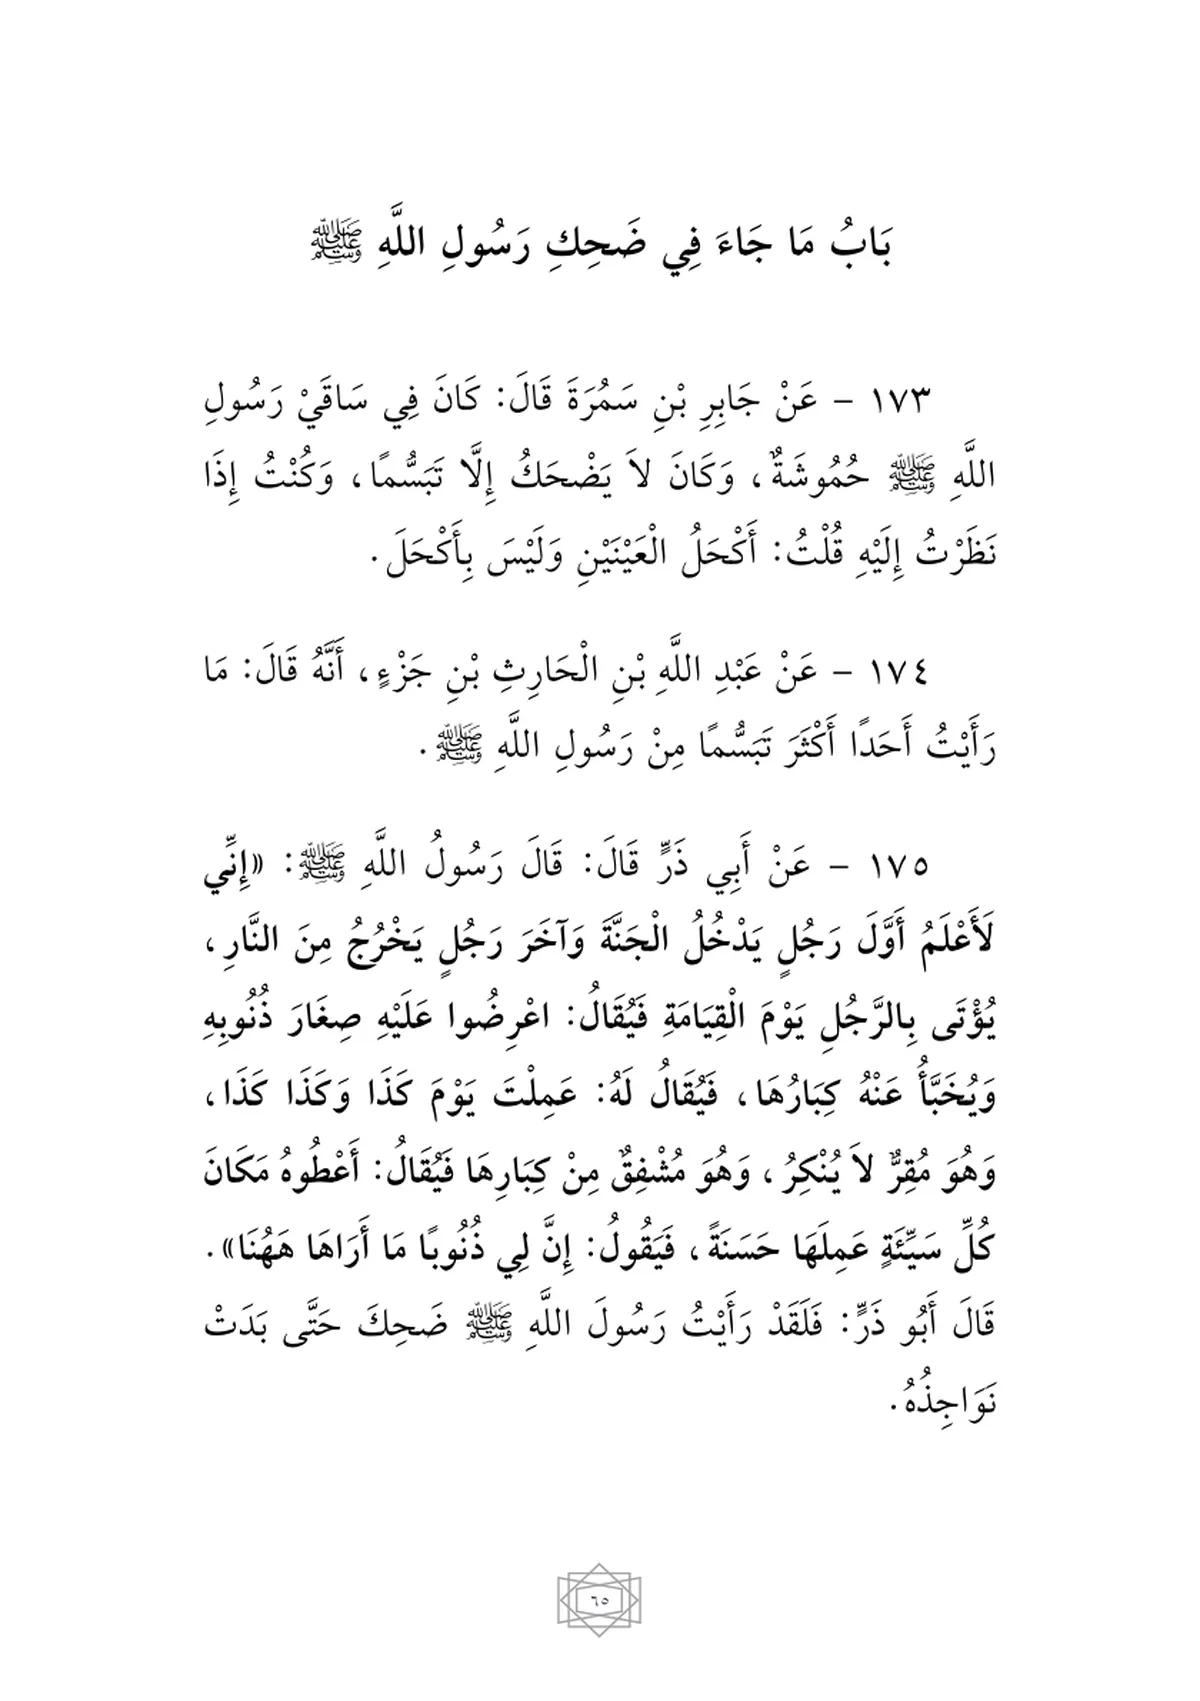 بَابُ مَا جَاءَ فِي ضَحِكِ رَسُولِ اللَّهِ ﷺ
١٧٣ – عَنْ جَابِرِ بْنِ سَمُرَةَ قَالَ: كَانَ فِي سَاقَيْ رَسُولِ
اللَّهِ ﷺ حُمُوشَةٌ، وَكَانَ لاَ يَضْحَكُ إِلَّا تَبَسُّمًا، وَكُنْتُ إِذَا
نَظَرْتُ إِلَيْهِ قُلْتُ: أَكْحَلُ الْعَيْنَيْنِ وَلَيْسَ بِأَكْحَلَ.
١٧٤ – عَنْ عَبْدِ اللَّهِ بْنِ الْحَارِثِ بْنِ جَزْءٍ، أَنَّهُ قَالَ: مَا
رَأَيْتُ أَحَدًا أَكْثَرَ تَبَسُّمًا مِنْ رَسُولِ اللَّهِ ﷺ.
١٧٥ – عَنْ أَبِي ذَرٍّ قَالَ: قَالَ رَسُولُ اللَّهِ ﷺ: «إِنِّي
لَأَعْلَمُ أَوَّلَ رَجُلٍ يَدْخُلُ الْجَنَّةَ وَآخَرَ رَجُلٍ يَخْرُجُ مِنَ النَّارِ،
يُؤْتَى بِالرَّجُلِ يَوْمَ الْقِيَامَةِ فَيُقَالُ: اعْرِضُوا عَلَيْهِ صِغَارَ ذُنُوبِهِ
وَيُخَبَّأُ عَنْهُ كِبَارُهَا، فَيُقَالُ لَهُ: عَمِلْتَ يَوْمَ كَذَا وَكَذَا كَذَا،
وَهُوَ مُقِرٌّ لاَ يُنْكِرُ، وَهُوَ مُشْفِقٌ مِنْ كِبَارِهَا فَيُقَالُ: أَعْطُوهُ مَكَانَ
كُلِّ سَيِّئَةٍ عَمِلَهَا حَسَنَةً، فَيَقُولُ: إِنَّ لِي ذُنُوبًا مَا أَرَاهَا هَهُنَا».
قَالَ أَبُو ذَرٍّ: فَلَقَدْ رَأَيْتُ رَسُولَ اللَّهِ ﷺ ضَحِكَ حَتَّى بَدَتْ
نَوَاجِذُهُ.
٦٥